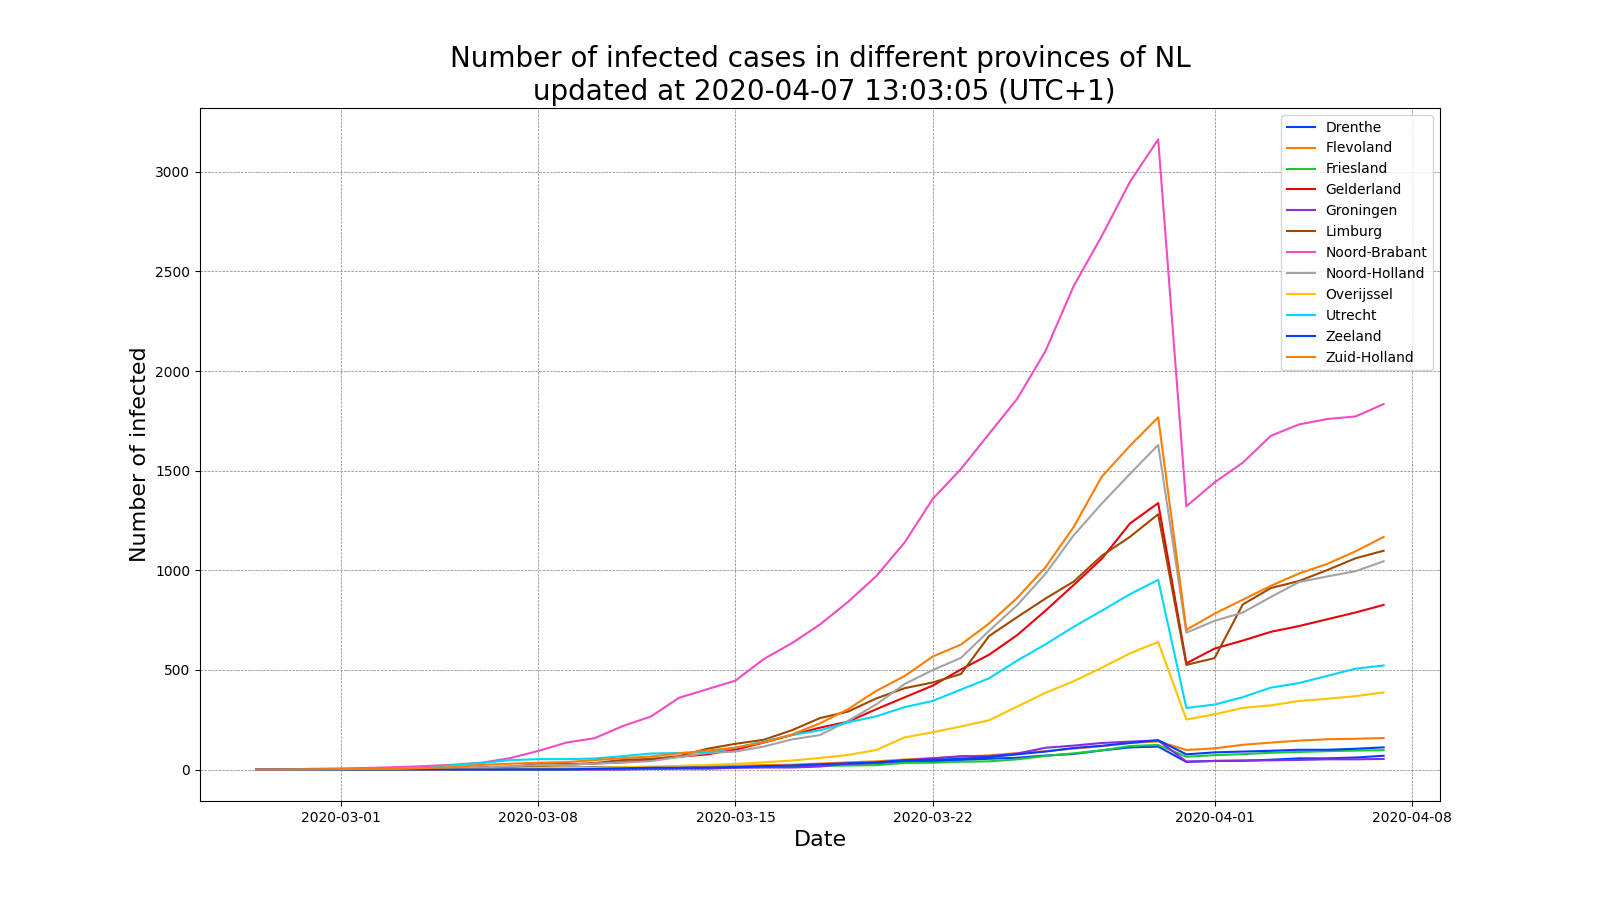 Number of infected cases in different provinces of NL
updated at 2020-04-07 13:03:05 (UTC+1)
Number of infected
3000
2500
2000
1500
1000
500
0
Drenthe
Flevoland
Friesland
Gelderland
Groningen
Limburg
Noord-Brabant
Noord-Holland
Overijssel
Utrecht
Zeeland
Zuid-Holland
2020-03-01
2020-03-08
2020-03-15
2020-03-22
2020-04-01
2020-04-08
Date